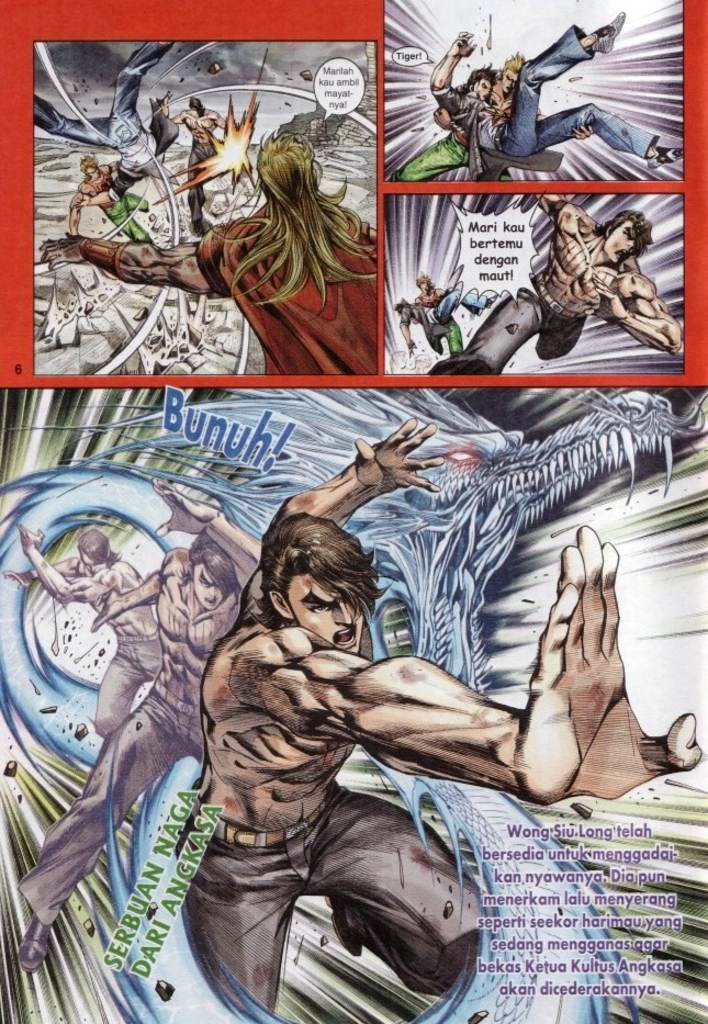 Marilah
kau ambil
mayat-
nya!
Tiger!
Mari kau
bertemu
dengan
maut!
6
Bunuh!
SERBUAN NAGA
DARI ANGKASA
Wong Siu Long telah
bersedia untuk menggadai-
kan nyawanya. Dia pun
menerkam lalu menyerang
seperti seekor harimau yang
sedang mengganas agar
bekas Ketua Kultus Angkasa
akan dicederakannya.